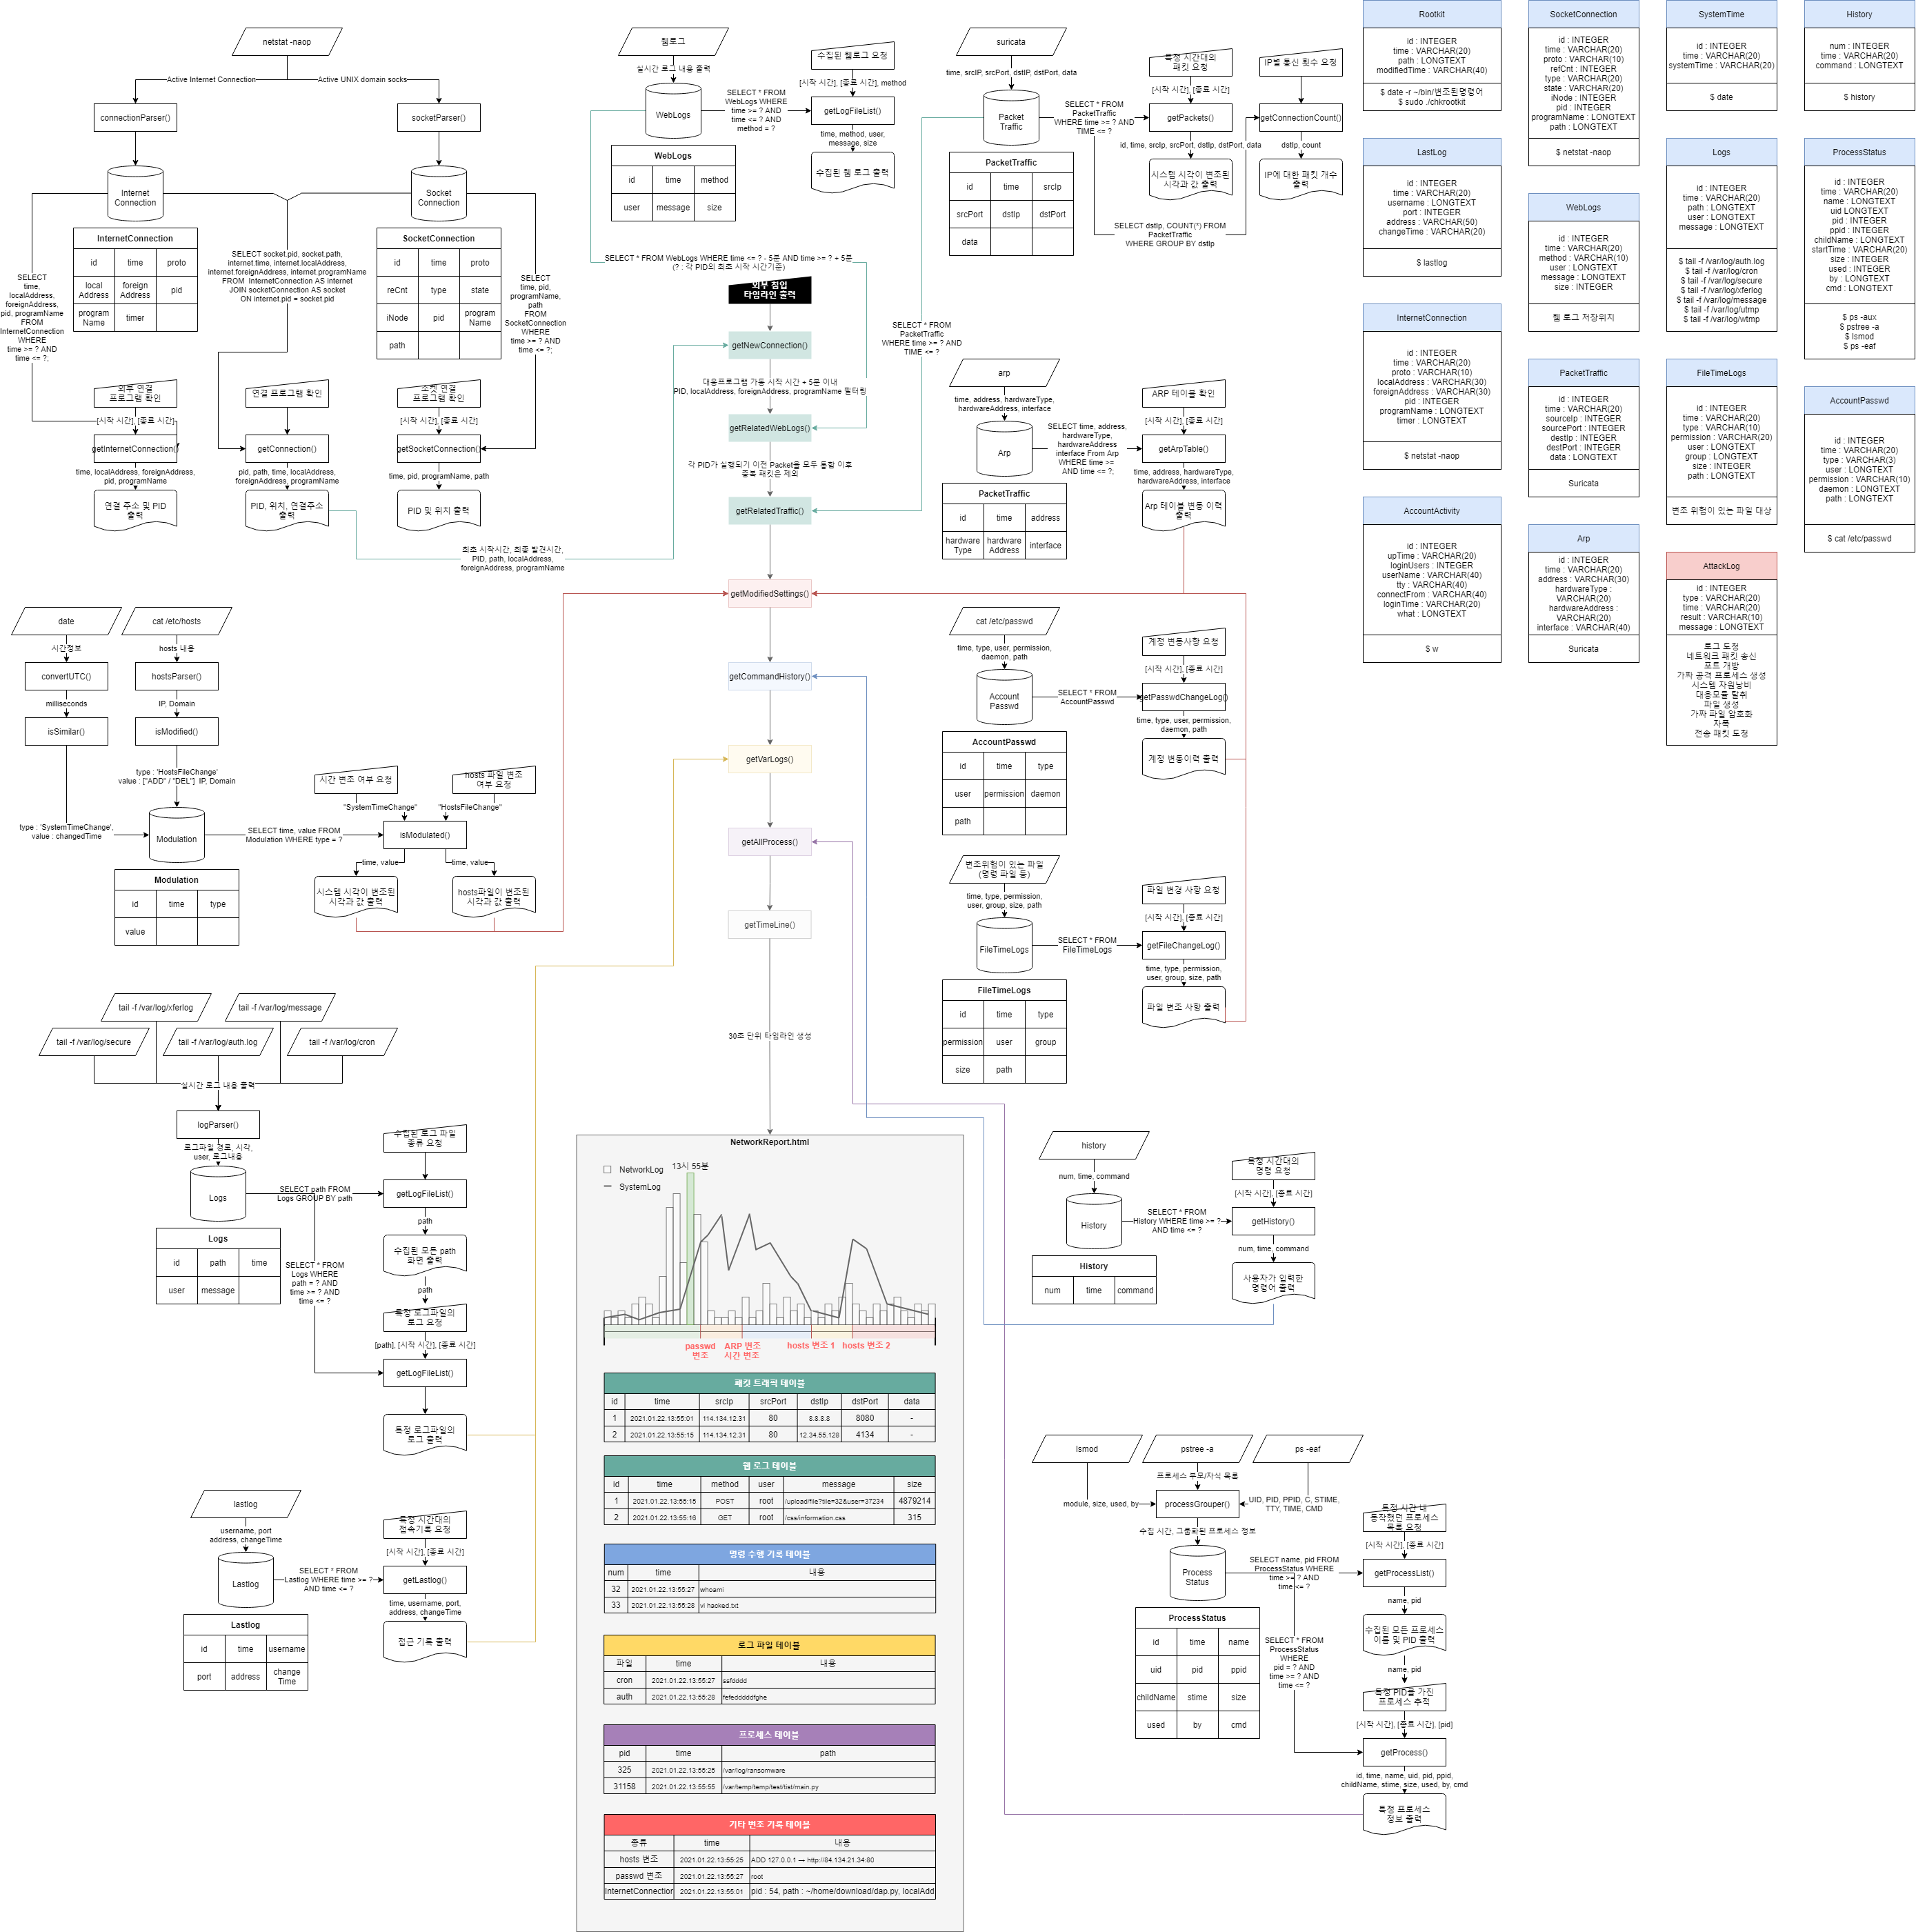 netstat -naop
Active Internet Connection
Active UNIX domain socks
connectionParser()
socketParser()
Internet
Connection
Socket
Connection
InternetConnection
id time proto
local
Address
foreign
Address
pid
program
Name
timer
SocketConnection
id time proto
reCnt type state
iNode pid program
Name
path
SELECT
time,
localAddress,
foreignAddress,
pid, programName
FROM
InternetConnection
WHERE
time >= ? AND
time <= ?;
SELECT socket.pid, socket.path,
internet.time, internet.localAddress,
internet.foreignAddress, internet.programName
FROM InternetConnection AS internet
JOIN socketConnection AS socket
ON internet.pid = socket.pid
SELECT
time, pid,
programName,
path
FROM
SocketConnection
WHERE
time >= ? AND
time <= ?;
외부 연결
프로그램 확인
[시작 시간], [종료 시간]
getInternetConnection()
time, localAddress, foreignAddress,
pid, programName
연결 주소 및 PID
출력
연결 프로그램 확인
[시작 시간], [종료 시간]
getConnection()
pid, path, time, localAddress,
foreignAddress, programName
PID, 위치, 연결주소
출력
소켓 연결
프로그램 확인
[시작 시간], [종료 시간]
getSocketConnection()
time, pid, programName, path
PID 및 위치 출력
최초 시작시간, 최종 발견시간,
PID, path, localAddress,
foreignAddress, programName
웹로그
실시간 로그 내용 출력
WebLogs
SELECT * FROM
WebLogs WHERE
time >= ? AND
time <= ? AND
method = ?
수집된 웹로그 요청
[시작 시간], [종료 시간], method
getLogFileList()
time, method, user,
message, size
수집된 웹 로그 출력
WebLogs
id time method
user message size
SELECT * FROM WebLogs WHERE time <= ? - 5분 AND time >= ? + 5분
(? : 각 PID의 최초 시작 시간기준)
외부 침입
타임라인 출력
getNewConnection()
대응프로그램 가동 시작 시간 + 5분 이내
PID, localAddress, foreignAddress, programName 필터링
getRelatedWebLogs()
각 PID가 실행되기 이전 Packet을 모두 통합 이후
중복 패킷은 제외
getRelatedTraffic()
getModifiedSettings()
getCommandHistory()
getVarLogs()
getAllProcess()
getTimeLine()
30초 단위 타임라인 생성
suricata
time, srcIP, srcPort, dstIP, dstPort, data
Packet
Traffic
SELECT * FROM
PacketTraffic
WHERE time >= ? AND
TIME <= ?
특정 시간대의
패킷 요청
[시작 시간], [종료 시간]
getPackets()
id, time, srcIp, srcPort, dstIp, dstPort, data
시스템 시각이 변조된
시각과 값 출력
IP별 통신 횟수 요청
getConnectionCount()
dstIp, count
IP에 대한 패킷 개수
출력
PacketTraffic
id time srcIp
srcPort dstIp dstPort
data
SELECT dstIp, COUNT(*) FROM
PacketTraffic
WHERE GROUP BY dstIp
SELECT * FROM
PacketTraffic
WHERE time >= ? AND
TIME <= ?
arp
time, address, hardwareType,
hardwareAddress, interface
Arp
SELECT time, address,
hardwareType,
hardwareAddress
interface From Arp
WHERE time >=
AND time <= ?;
ARP 테이블 확인
[시작 시간], [종료 시간]
getArpTable()
time, address, hardwareType,
hardwareAddress, interface
Arp 테이블 변동 이력
출력
PacketTraffic
id time address
hardware
Type
hardware
Address
interface
cat /etc/passwd
time, type, user, permission,
daemon, path
Account
Passwd
SELECT * FROM
AccountPasswd
계정 변동사항 요청
[시작 시간], [종료 시간]
getPasswdChangeLog()
time, type, user, permission,
daemon, path
계정 변동이력 출력
AccountPasswd
id time type
user permission daemon
path
변조위험이 있는 파일
(명령 파일 등)
time, type, permission,
user, group, size, path
FileTimeLogs
SELECT * FROM
FileTimeLogs
파일 변경 사항 요청
[시작 시간], [종료 시간]
getFileChangeLog()
time, type, permission,
user, group, size, path
파일 변조 사항 출력
FileTimeLogs
id time type
permission user group
size path
date
시간정보
convertUTC()
milliseconds
isSimilar()
cat /etc/hosts
hosts 내용
hostsParser()
IP, Domain
isModified()
type : 'HostsFileChange'
value : ["ADD" / "DEL"] IP, Domain
type : 'SystemTimeChange',
value : changedTime
Modulation
SELECT time, value FROM
Modulation WHERE type = ?
시간 변조 여부 요청
hosts 파일 변조
여부 요청
"SystemTimeChange"
"HostsFileChange"
isModulated()
time, value
time, value
시스템 시각이 변조된
시각과 값 출력
hosts파일이 변조된
시각과 값 출력
Modulation
id time type
value
tail -f /var/log/xferlog
tail -f /var/log/message
tail -f /var/log/secure
tail -f /var/log/auth.log
tail -f /var/log/cron
실시간 로그 내용 출력
logParser()
로그파일 경로, 시각,
user, 로그내용
Logs
SELECT path FROM
Logs GROUP BY path
Logs
id path time
user message
SELECT * FROM
Logs WHERE
path = ? AND
time >= ? AND
time <= ?
수집된 로그 파일
종류 요청
getLogFileList()
path
수집된 모든 path
화면 출력
path
특정 로그파일의
로그 요청
[path], [시작 시간], [종료 시간]
getLogFileList()
특정 로그파일의
로그 출력
lastlog
username, port
address, changeTime
Lastlog
SELECT * FROM
Lastlog WHERE time >= ?
AND time <= ?
특정 시간대의
접속기록 요청
[시작 시간], [종료 시간]
getLastlog()
time, username, port,
address, changeTime
접근 기록 출력
Lastlog
id time username
port address change
Time
NetworkReport.html
NetworkLog
SystemLog
13시 55분
passwd
변조
ARP 변조
시간 변조
hosts 변조 1
hosts 변조 2
패킷 트래픽 테이블
id time srcIp srcPort dstIp dstPort data
1 2021.01.22.13:55:01 114.134.12.31 80 8.8.8.8 8080 -
2 2021.01.22.13:55:15 114.134.12.31 80 12.34.55.128 4134 -
웹 로그 테이블
id time method user message size
1 2021.01.22.13:55:15 POST root /upload/file?tile=32&user=37234 4879214
2 2021.01.22.13:55:16 GET root /css/information.css 315
명령 수행 기록 테이블
num time 내용
32 2021.01.22.13:55:27 whoami
33 2021.01.22.13:55:28 vi hacked.txt
로그 파일 테이블
파일 time 내용
cron 2021.01.22.13:55:27 ssfdddd
auth 2021.01.22.13:55:28 fefedddddfghe
프로세스 테이블
pid time path
325 2021.01.22.13:55:25 /var/log/ransomware
31158 2021.01.22.13:55:55 /var/temp/temp/test/tist/main.py
기타 변조 기록 테이블
종류 time 내용
hosts 변조 2021.01.22.13:55:25 ADD 127.0.0.1 → http://84.134.21.34:80
passwd 변조 2021.01.22.13:55:27 root
InternetConnection 2021.01.22.13:55:01 pid : 54, path : ~/home/download/dap.py, localAdd
history
num, time, command
History
SELECT * FROM
History WHERE time >= ?
AND time <= ?
특정 시간대의
명령 요청
[시작 시간], [종료 시간]
getHistory()
num, time, command
사용자가 입력한
명령어 출력
History
num time command
lsmod
pstree -a
ps -eaf
프로세스 부모/자식 목록
module, size, used, by
processGrouper()
UID, PID, PPID, C, STIME,
TTY, TIME, CMD
수집 시간, 그룹화된 프로세스 정보
Process
Status
SELECT name, pid FROM
ProcessStatus WHERE
time >= ? AND
time <= ?
특정 시간 내
동작했던 프로세스
목록 요청
[시작 시간], [종료 시간]
getProcessList()
name, pid
수집된 모든 프로세스
이름 및 PID 출력
name, pid
특정 PID를 가진
프로세스 추적
[시작 시간], [종료 시간], [pid]
getProcess()
id, time, name, uid, pid, ppid,
childName, stime, size, used, by, cmd
특정 프로세스
정보 출력
ProcessStatus
id time name
uid pid ppid
childName stime size
used by cmd
SELECT * FROM
ProcessStatus
WHERE
pid = ? AND
time >= ? AND
time <= ?
Rootkit
id : INTEGER
time : VARCHAR(20)
path : LONGTEXT
modifiedTime : VARCHAR(40)
$ date -r ~/bin/변조된명령어
$ sudo ./chkrootkit
LastLog
id : INTEGER
time : VARCHAR(20)
username : LONGTEXT
port : INTEGER
address : VARCHAR(50)
changeTime : VARCHAR(20)
$ lastlog
InternetConnection
id : INTEGER
time : VARCHAR(20)
proto : VARCHAR(10)
localAddress : VARCHAR(30)
foreignAddress : VARCHAR(30)
pid : INTEGER
programName : LONGTEXT
timer : LONGTEXT
$ netstat -naop
AccountActivity
id : INTEGER
upTime : VARCHAR(20)
loginUsers : INTEGER
userName : VARCHAR(40)
tty : VARCHAR(40)
connectFrom : VARCHAR(40)
loginTime : VARCHAR(20)
what : LONGTEXT
$ w
SocketConnection
id : INTEGER
time : VARCHAR(20)
proto : VARCHAR(10)
refCnt : INTEGER
type : VARCHAR(20)
state : VARCHAR(20)
iNode : INTEGER
pid : INTEGER
programName : LONGTEXT
path : LONGTEXT
$ netstat -naop
WebLogs
id : INTEGER
time : VARCHAR(20)
method : VARCHAR(10)
user : LONGTEXT
message : LONGTEXT
size : INTEGER
웹 로그 저장위치
PacketTraffic
id : INTEGER
time : VARCHAR(20)
sourceIp : INTEGER
sourcePort : INTEGER
destIp : INTEGER
destPort : INTEGER
data : LONGTEXT
Suricata
Arp
id : INTEGER
time : VARCHAR(20)
address : VARCHAR(30)
hardwareType :
VARCHAR(20)
hardwareAddress :
VARCHAR(20)
interface : VARCHAR(40)
Suricata
SystemTime
id : INTEGER
time : VARCHAR(20)
systemTime : VARCHAR(20)
$ date
Logs
id : INTEGER
time : VARCHAR(20)
path : LONGTEXT
user : LONGTEXT
message : LONGTEXT
$ tail -f /var/log/auth.log
$ tail -f /var/log/cron
$ tail -f /var/log/secure
$ tail -f /var/log/xferlog
$ tail -f /var/log/message
$ tail -f /var/log/utmp
$ tail -f /var/log/wtmp
FileTimeLogs
id : INTEGER
time : VARCHAR(20)
type : VARCHAR(10)
permission : VARCHAR(20)
user : LONGTEXT
group : LONGTEXT
size : INTEGER
path : LONGTEXT
변조 위험이 있는 파일 대상
AttackLog
id : INTEGER
type : VARCHAR(20)
time : VARCHAR(20)
result : VARCHAR(10)
message : LONGTEXT
로그 도정
네트워크 패킷 송신
포트 개방
가짜 공격 프로세스 생성
시스템 자원낭비
대응모듈 탈취
파일 생성
가짜 파일 암호화
자폭
전송 패킷 도청
History
num : INTEGER
time : VARCHAR(20)
command : LONGTEXT
$ history
ProcessStatus
id : INTEGER
time : VARCHAR(20)
name : LONGTEXT
uid LONGTEXT
pid : INTEGER
ppid : INTEGER
childName : LONGTEXT
startTime : VARCHAR(20)
size : INTEGER
used : INTEGER
by : LONGTEXT
cmd : LONGTEXT
$ ps -aux
$ pstree -a
$ lsmod
$ ps -eaf
AccountPasswd
id : INTEGER
time : VARCHAR(20)
type : VARCHAR(3)
user : LONGTEXT
permission : VARCHAR(10)
daemon : LONGTEXT
path : LONGTEXT
$ cat /etc/passwd